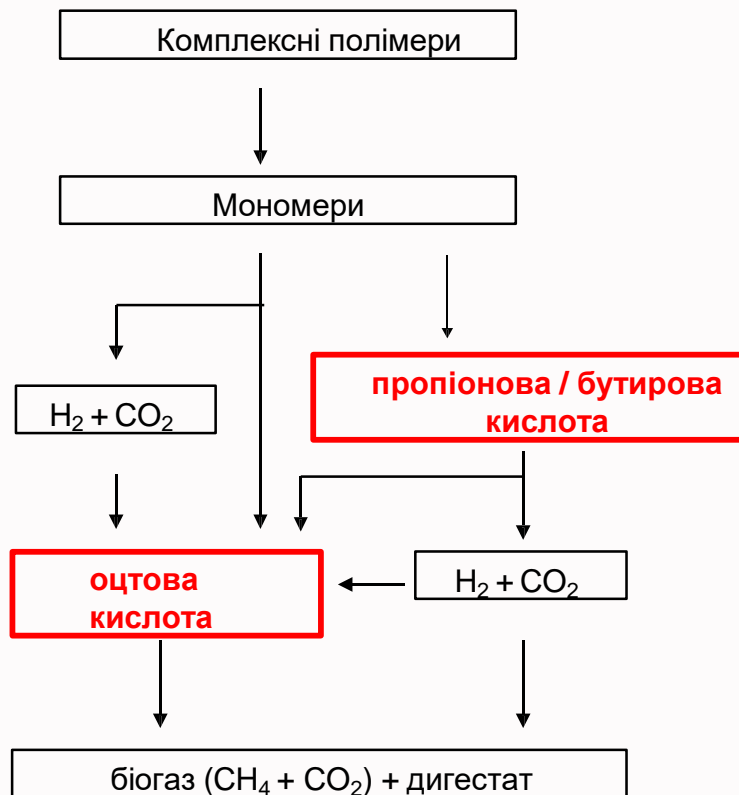 Комплексні полімери
Мономери
пропіонова / бутирова
кислота
H₂ + CO₂
оцтова
кислота
H₂ + CO₂
біогаз (CH₄ + CO₂) + дигестат